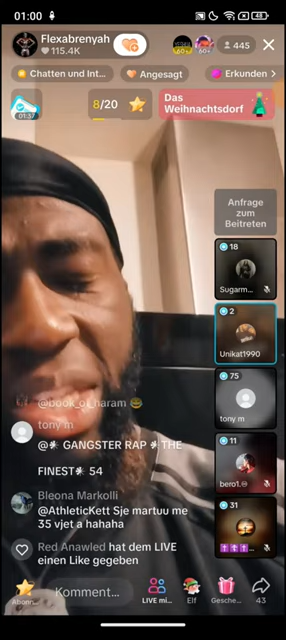 01:00
48
Flexabrenyah
115.4K
60+
445
Chatten und Int...
Angesagt
Erkunden >
01:37
8/20
Das
Weihnachtsdorf
Anfrage
zum
Beitreten
18
Sugarm...
2
Unikat1990
75
tony m
11
bero1.
31
@book_of_haram
tony m
@ GANGSTER RAP THE
FINEST 54
Bleona Markolli
@AthleticKett Sje martuu me
35 vjet a hahaha
Red Anawled hat dem LIVE
einen Like gegeben
Abonn...
Komment...
LIVE mi...
Elf
Gesche...
43